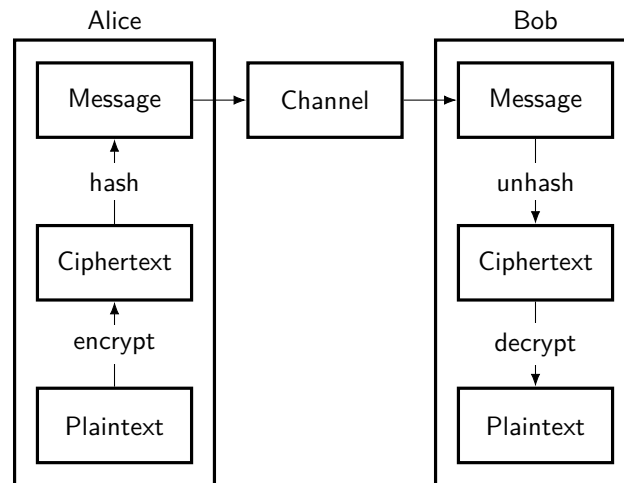 Alice
Bob
Message
Channel
Message
hash
unhash
Ciphertext
Ciphertext
encrypt
decrypt
Plaintext
Plaintext